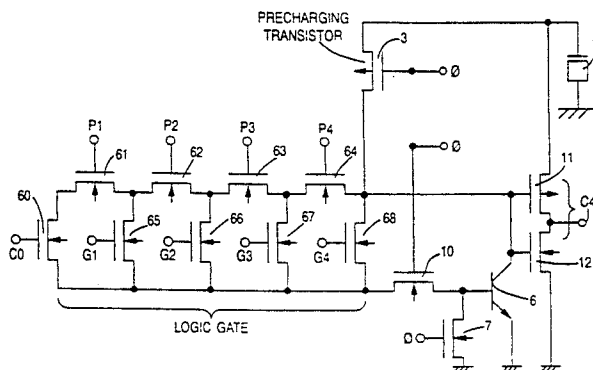 PRECHARGING
TRANSISTOR
3
Ø
P1
P2
P3
P4
Ø
61
62
63
64
11
60
65
66
67
68
C4
C0
G1
G2
G3
G4
10
12
6
LOGIC GATE
7
Ø